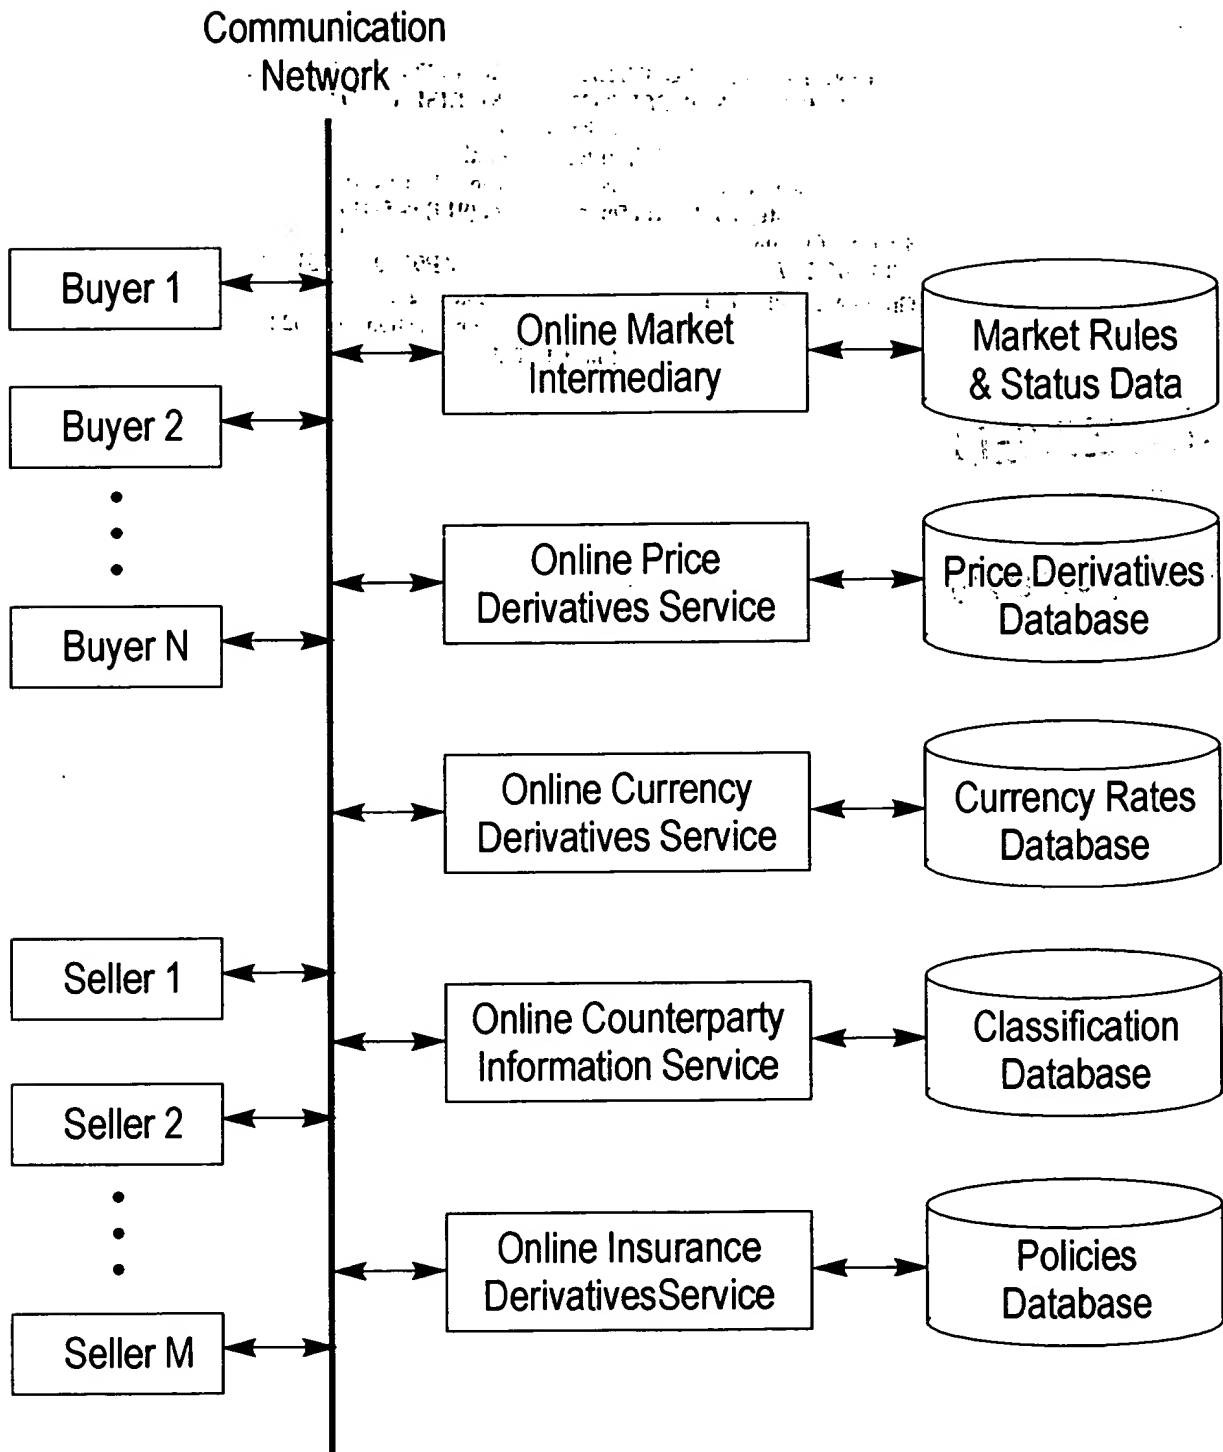 Communication
Network
Buyer 1
Buyer 2
Buyer N
Seller 1
Seller 2
Seller M
Online Market
Intermediary
Market Rules
& Status Data
Online Price
Derivatives Service
Price Derivatives
Database
Online Currency
Derivatives Service
Currency Rates
Database
Online Counterparty
Information Service
Classification
Database
Online Insurance
DerivativesService
Policies
Database